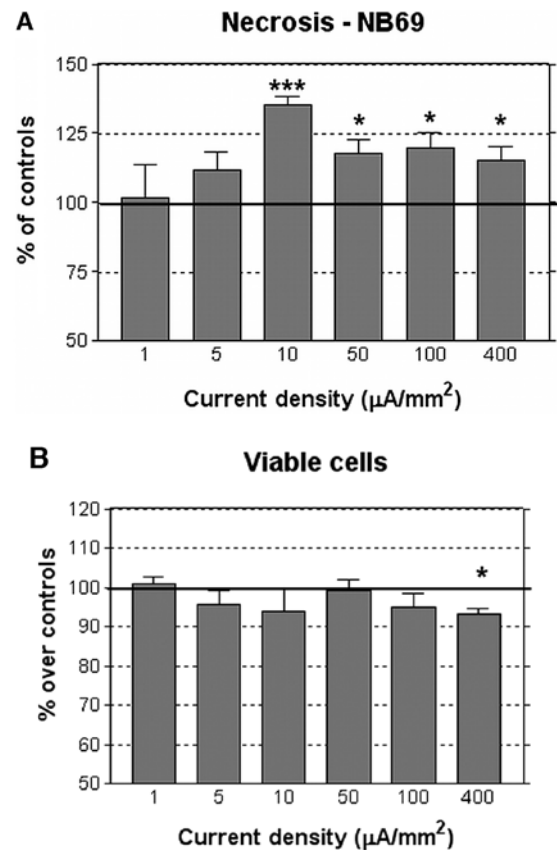 A
Necrosis - NB69
% of controls
150
125
100
75
50
***
*
*
*
1 5 10 50 100 400
Current density (µA/mm²)
B
Viable cells
% over controls
120
110
100
90
80
70
60
50
*
1 5 10 50 100 400
Current density (µA/mm²)